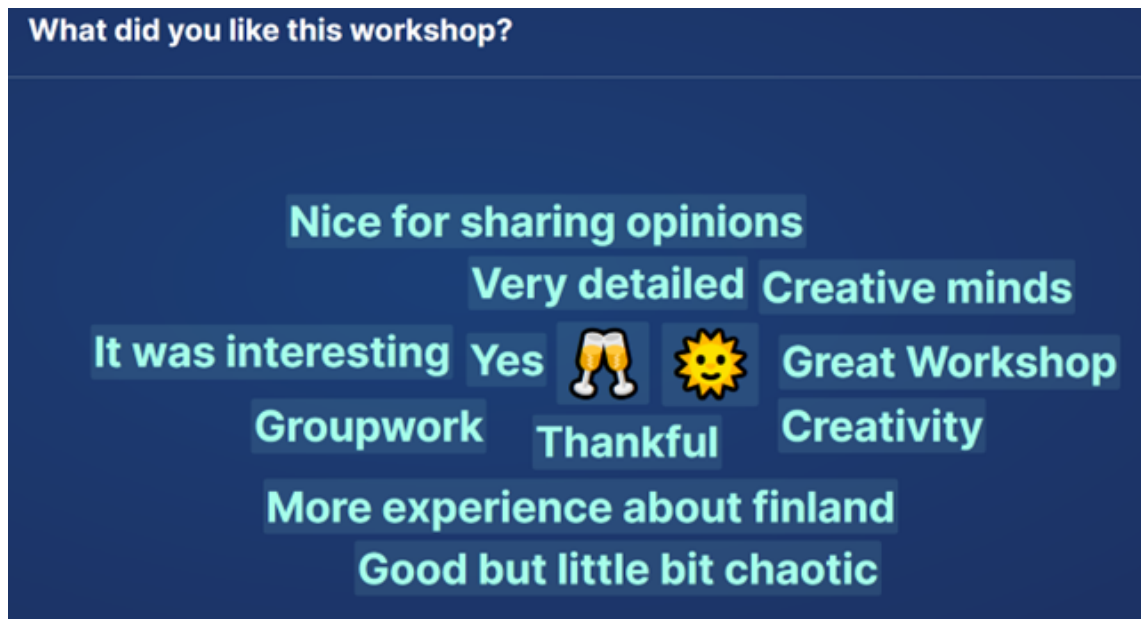 What did you like this workshop?
Nice for sharing opinions
Very detailed
Creative minds
It was interesting
Yes
Great Workshop
Groupwork
Thankful
Creativity
More experience about finland
Good but little bit chaotic